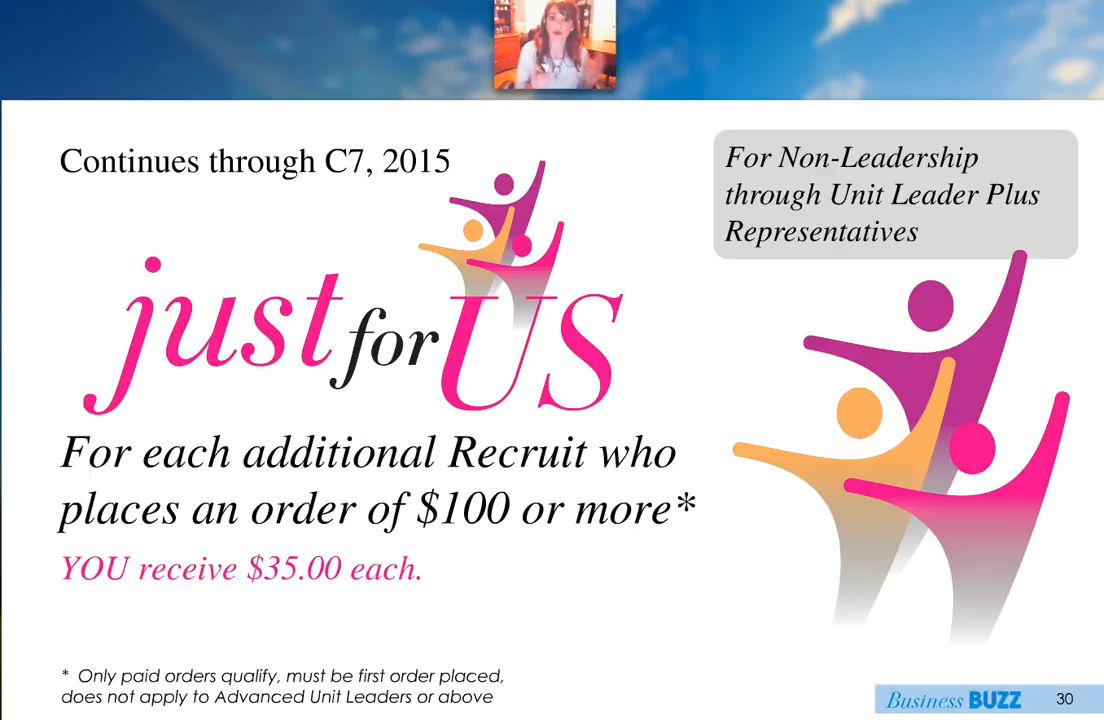 Continues through C7, 2015
For Non-Leadership
through Unit Leader Plus
Representatives
just for US
For each additional Recruit who
places an order of $100 or more*
YOU receive $35.00 each.
* Only paid orders qualify, must be first order placed,
does not apply to Advanced Unit Leaders or above
Business BUZZ 30